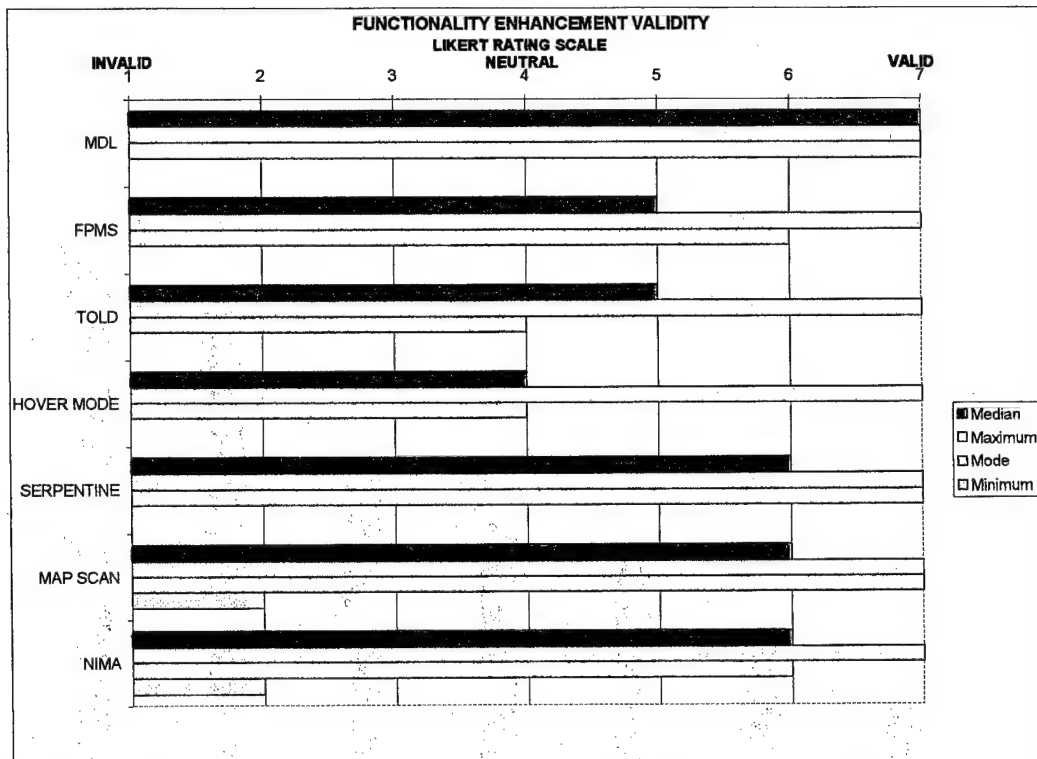 FUNCTIONALITY ENHANCEMENT VALIDITY
LIKERT RATING SCALE
INVALID NEUTRAL VALID
1 2 3 4 5 6 7
MDL
FPMS
TOLD
HOVER MODE
SERPENTINE
MAP SCAN
NIMA
Median
Maximum
Mode
Minimum